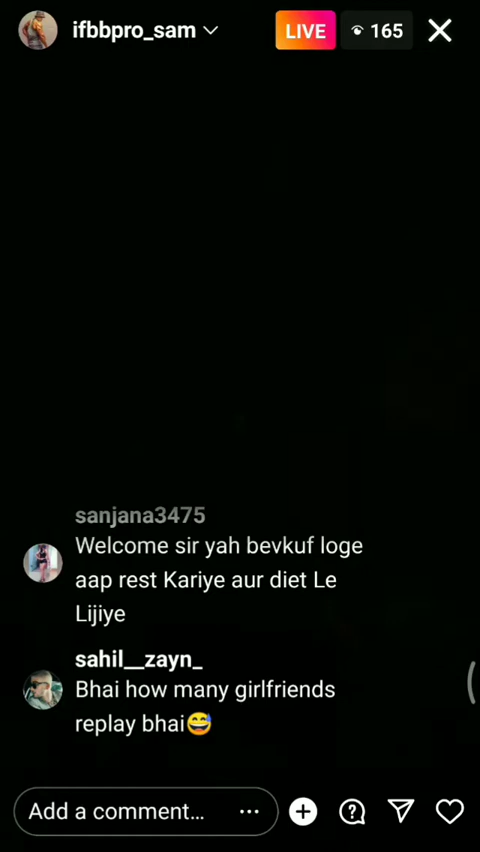 ifbbpro_sam
LIVE
165
sanjana3475
Welcome sir yah bevkuf loge
aap rest Kariye aur diet Le
Lijiye
sahil__zayn_
Bhai how many girlfriends
replay bhai😅
Add a comment...